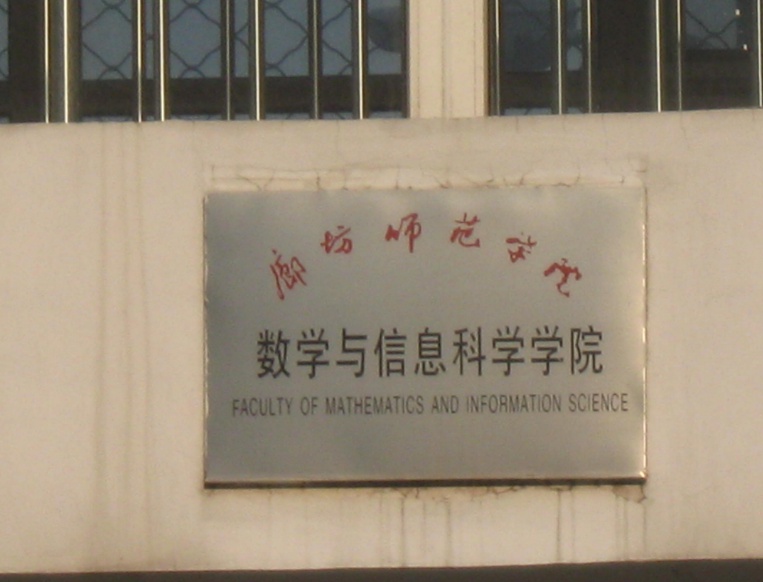 廊坊师范学院
数学与信息科学学院
FACULTY OF MATHEMATICS AND INFORMATION SCIENCE